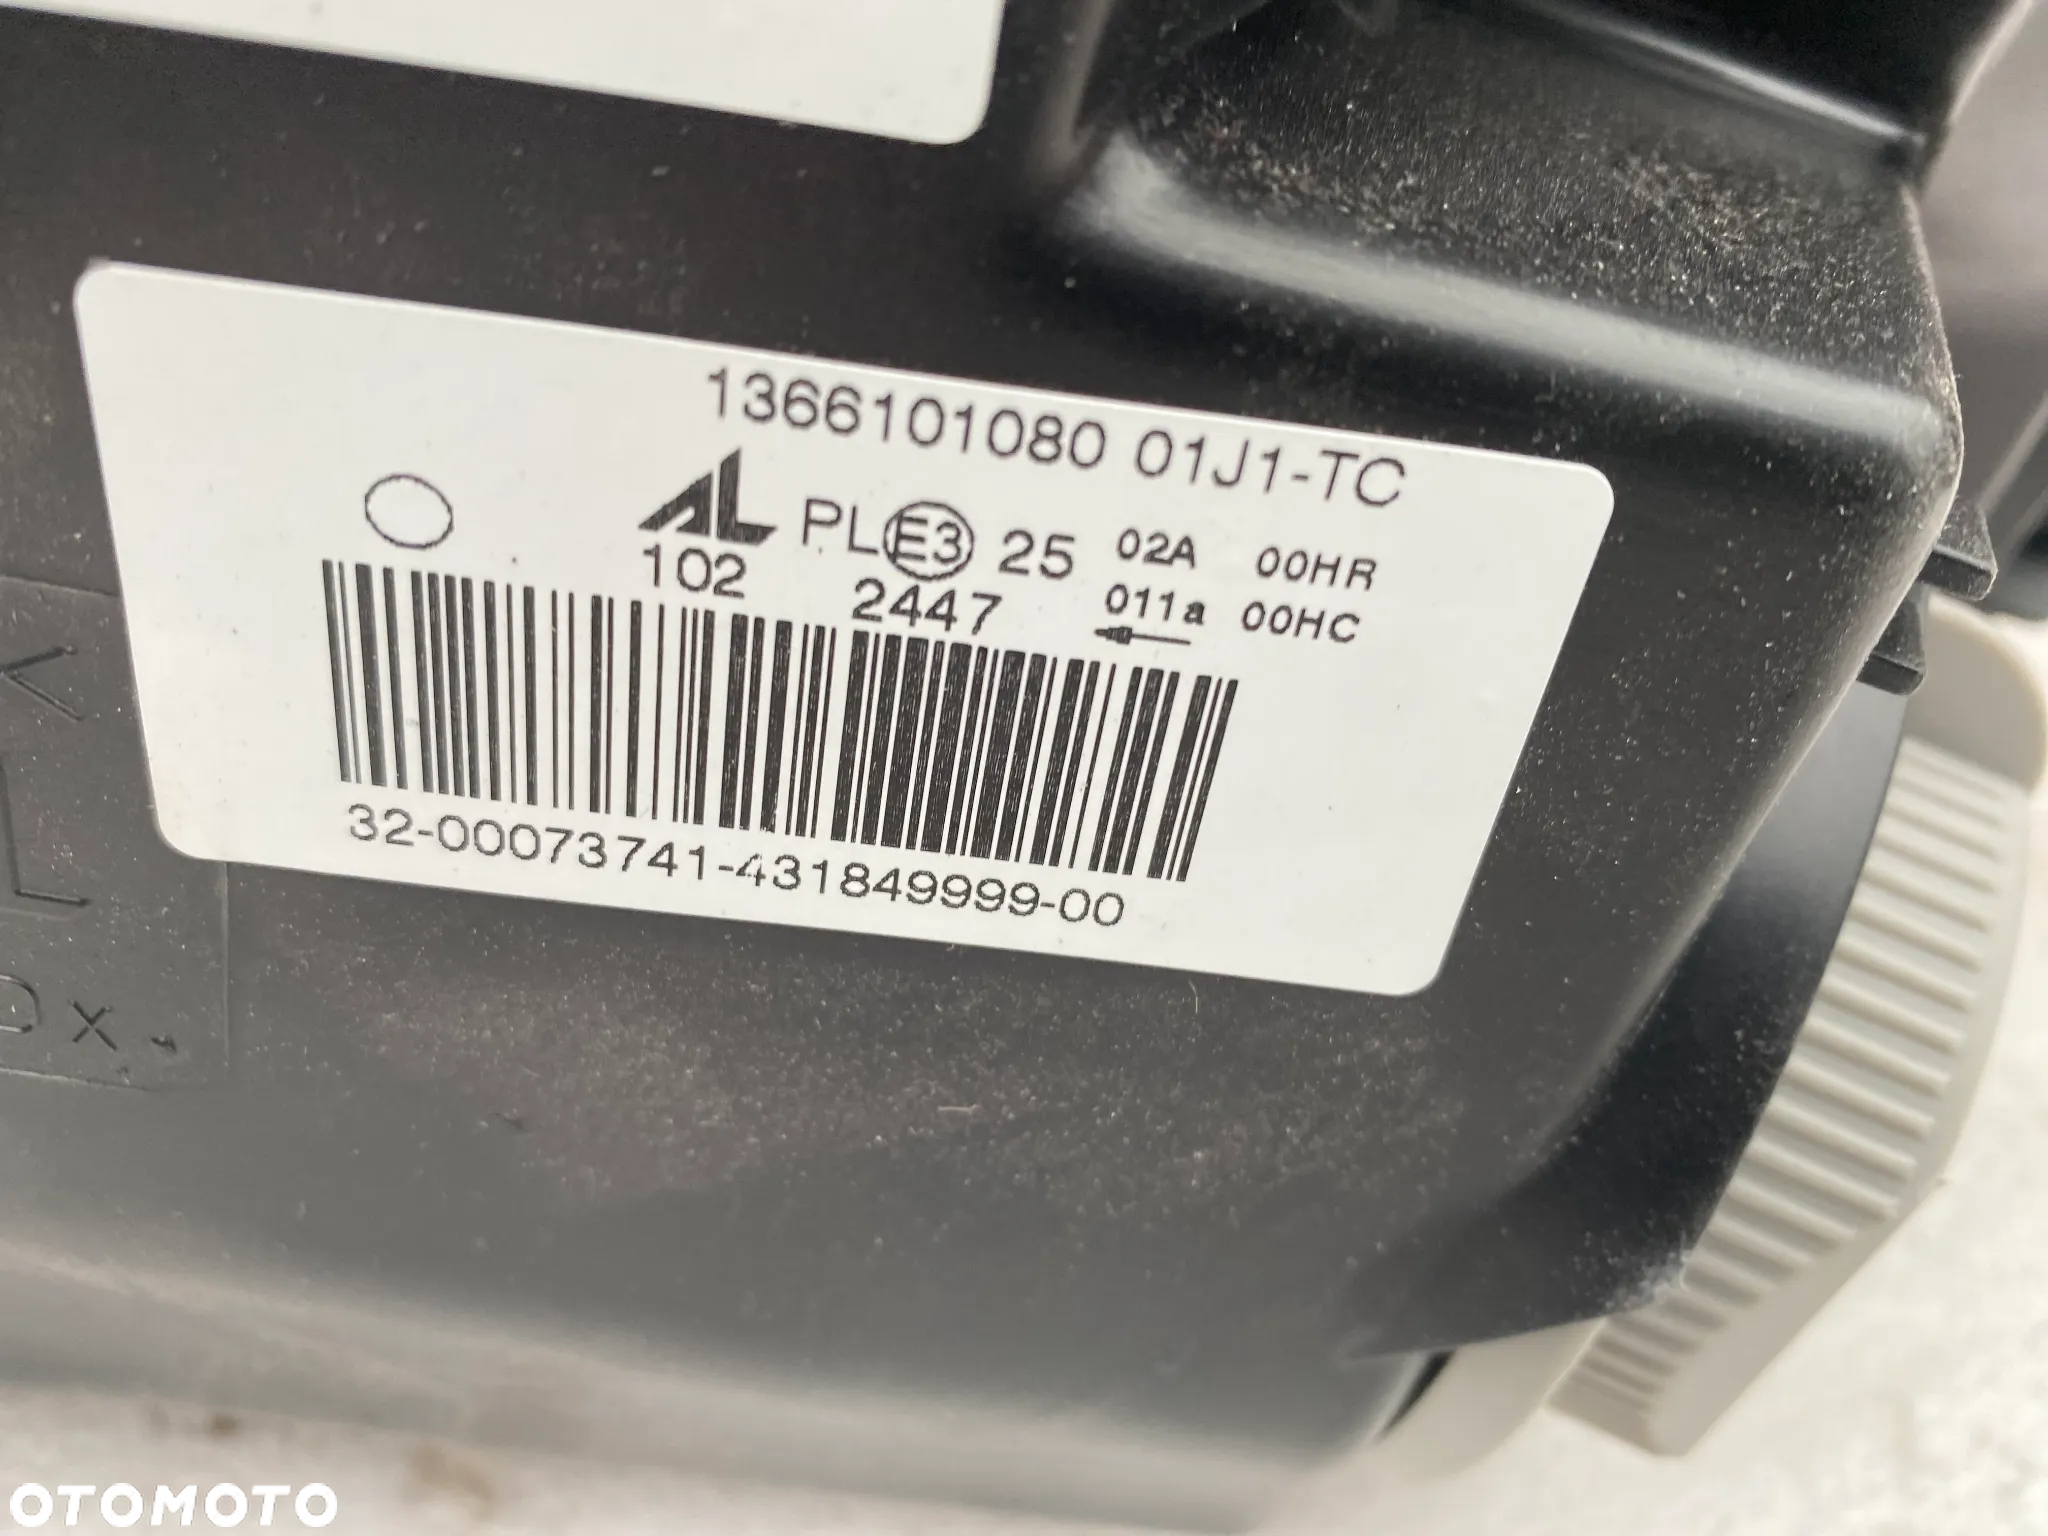 1366101080 01J1-TC
AL PL E3 25 02A 00HR
102 2447 011a 00HC
32-00073741-431849999-00
x.
OTOMOTO